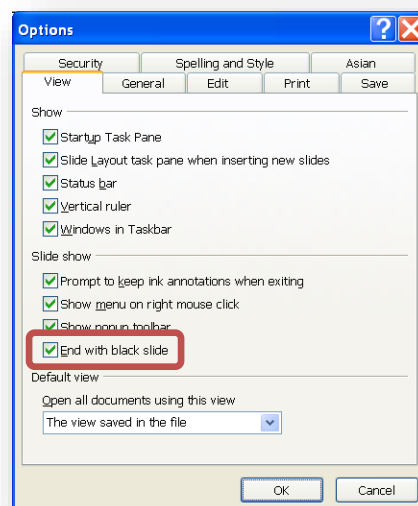 Options
Security Spelling and Style Asian
View General Edit Print Save
Show
Startup Task Pane
Slide Layout task pane when inserting new slides
Status bar
Vertical ruler
Windows in Taskbar
Slide show
Prompt to keep ink annotations when exiting
Show menu on right mouse click
Show popup toolbar
End with black slide
Default view
Open all documents using this view
The view saved in the file
OK Cancel